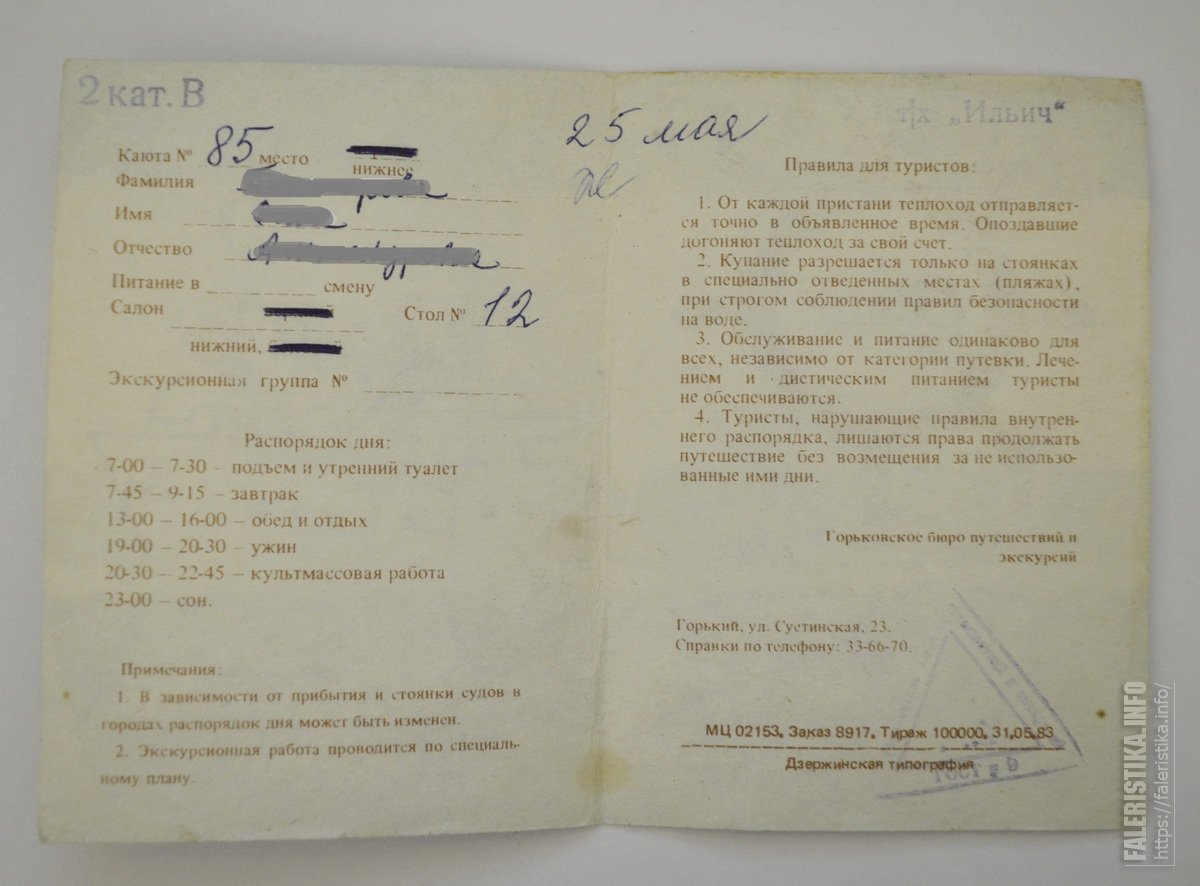 2 кат. В
Каюта № 85 место
нижнее
Фамилия
Имя
Отчество
Питание в смену
Салон Стол № 12
нижний,
Экскурсионная группа №
Распорядок дня:
7-00 – 7-30 – подъем и утренний туалет
7-45 – 9-15 – завтрак
13-00 – 16-00 – обед и отдых
19-00 – 20-30 – ужин
20-30 – 22-45 – культмассовая работа
23-00 – сон.
Примечания:
1. В зависимости от прибытия и стоянки судов в
городах распорядок дня может быть изменен.
2. Экскурсионная работа проводится по специаль-
ному плану.
25 мая
т/х „Ильич“
Правила для туристов:
1. От каждой пристани теплоход отправляет-
ся точно в объявленное время. Опоздавшие
догоняют теплоход за свой счет.
2. Купание разрешается только на стоянках
в специально отведенных местах (пляжах),
при строгом соблюдении правил безопасности
на воде.
3. Обслуживание и питание одинаково для
всех, независимо от категории путевки. Лече-
нием и диетическим питанием туристы
не обеспечиваются.
4. Туристы, нарушающие правила внутрен-
него распорядка, лишаются права продолжать
путешествие без возмещения за не использо-
ванные ими дни.
Горьковское бюро путешествий и
экскурсий
Горький, ул. Суетинская, 23.
Справки по телефону: 33-66-70.
МЦ 02153. Заказ 8917. Тираж 100000. 31.05.83
Дзержинская типография
FALERISTIKA.INFO
https://faleristika.info/